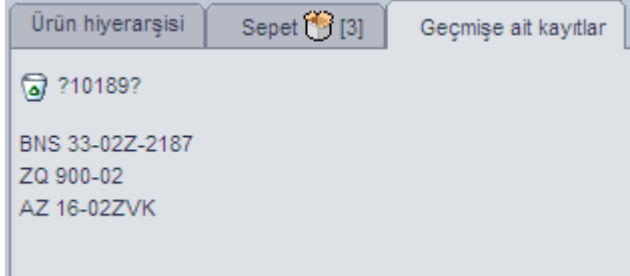 Ürün hiyerarşisi Sepet [3] Geçmişe ait kayıtlar
?10189?
BNS 33-02Z-2187
ZQ 900-02
AZ 16-02ZVK